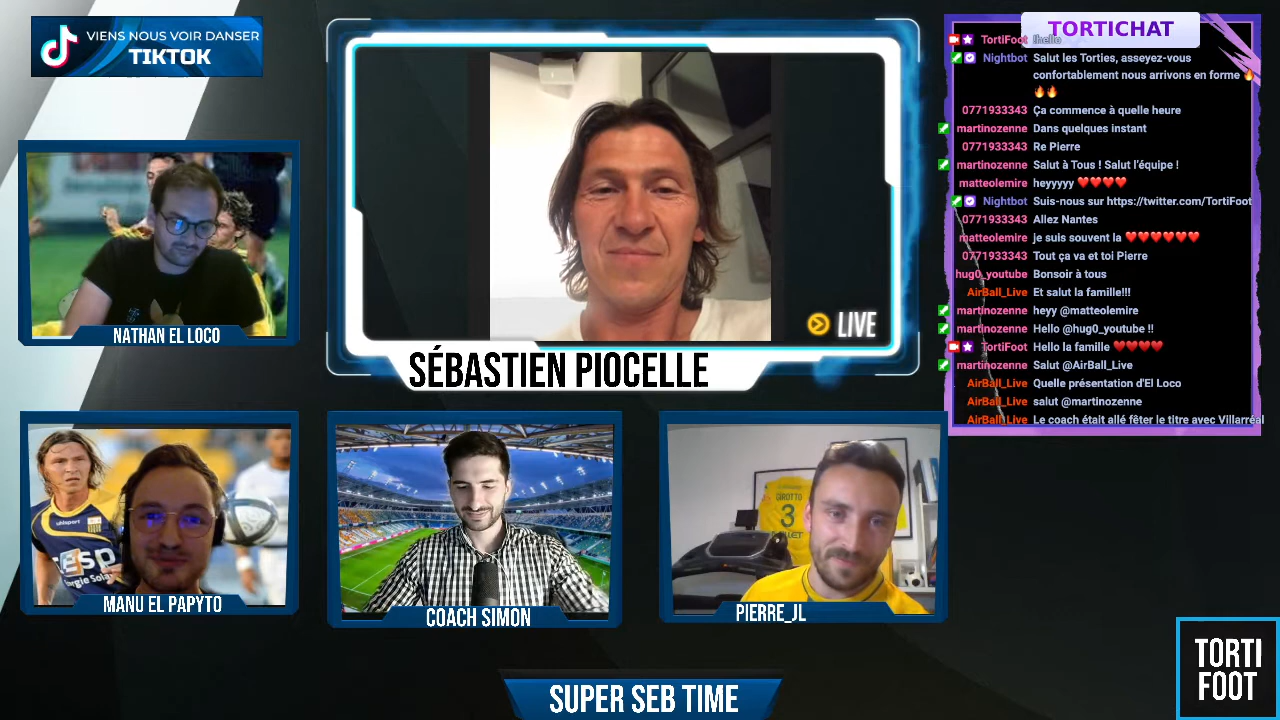 VIENS NOUS VOIR DANSER
TIKTOK
NATHAN EL LOCO
LIVE
SÉBASTIEN PIOCELLE
uhlsport
ESP
MANU EL PAPYTO
COACH SIMON
GIROTTO
3
PIERRE_JL
SUPER SEB TIME
TORTICHAT
TortiFoot !hello
Nightbot Salut les Torties, asseyez-vous
confortablement nous arrivons en forme 🔥
🔥🔥
0771933343 Ça commence à quelle heure
martinozenne Dans quelques instant
0771933343 Re Pierre
martinozenne Salut à Tous ! Salut l'équipe !
matteolemire heyyyyy ❤️❤️❤️❤️
Nightbot Suis-nous sur https://twitter.com/TortiFoot
0771933343 Allez Nantes
matteolemire je suis souvent la ❤️❤️❤️❤️❤️❤️
0771933343 Tout ça va et toi Pierre
hug0_youtube Bonsoir à tous
AirBall_Live Et salut la famille!!!
martinozenne heyy @matteolemire
martinozenne Hello @hug0_youtube !!
TortiFoot Hello la famille ❤️❤️❤️❤️
martinozenne Salut @AirBall_Live
AirBall_Live Quelle présentation d'El Loco
AirBall_Live salut @martinozenne
AirBall_Live Le coach était allé fêter le titre avec Villarréal
TORTI
FOOT